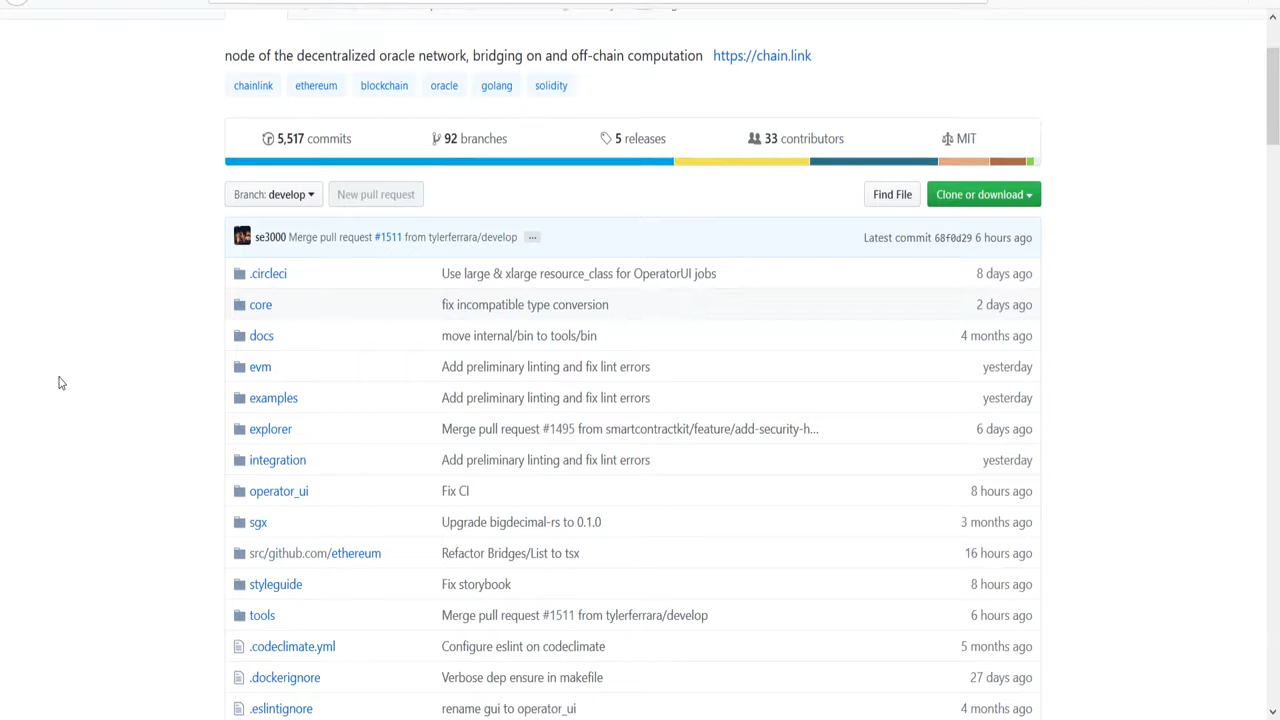 node of the decentralized oracle network, bridging on and off-chain computation https://chain.link
chainlink ethereum blockchain oracle golang solidity
5,517 commits 92 branches 5 releases 33 contributors MIT
Branch: develop New pull request Find File Clone or download
se3000 Merge pull request #1511 from tylerferrara/develop ... Latest commit 68f0d29 6 hours ago
.circleci Use large & xlarge resource_class for OperatorUI jobs 8 days ago
core fix incompatible type conversion 2 days ago
docs move internal/bin to tools/bin 4 months ago
evm Add preliminary linting and fix lint errors yesterday
examples Add preliminary linting and fix lint errors yesterday
explorer Merge pull request #1495 from smartcontractkit/feature/add-security-h... 6 days ago
integration Add preliminary linting and fix lint errors yesterday
operator_ui Fix CI 8 hours ago
sgx Upgrade bigdecimal-rs to 0.1.0 3 months ago
src/github.com/ethereum Refactor Bridges/List to tsx 16 hours ago
styleguide Fix storybook 8 hours ago
tools Merge pull request #1511 from tylerferrara/develop 6 hours ago
.codeclimate.yml Configure eslint on codeclimate 5 months ago
.dockerignore Verbose dep ensure in makefile 27 days ago
.eslintignore rename gui to operator_ui 4 months ago